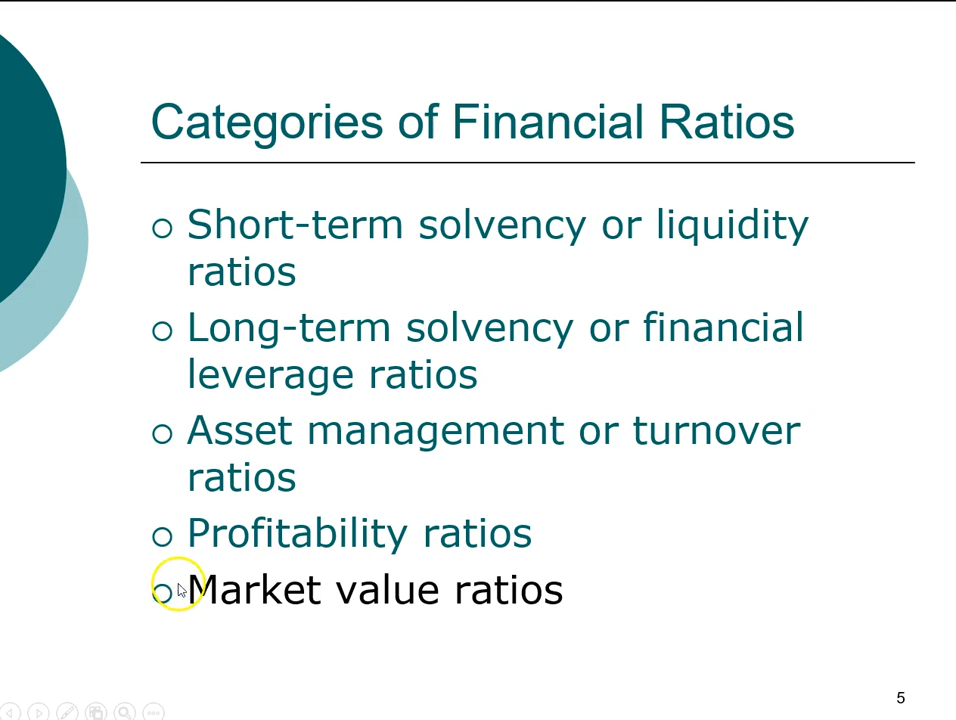 Categories of Financial Ratios
Short-term solvency or liquidity
ratios
Long-term solvency or financial
leverage ratios
Asset management or turnover
ratios
Profitability ratios
Market value ratios
5